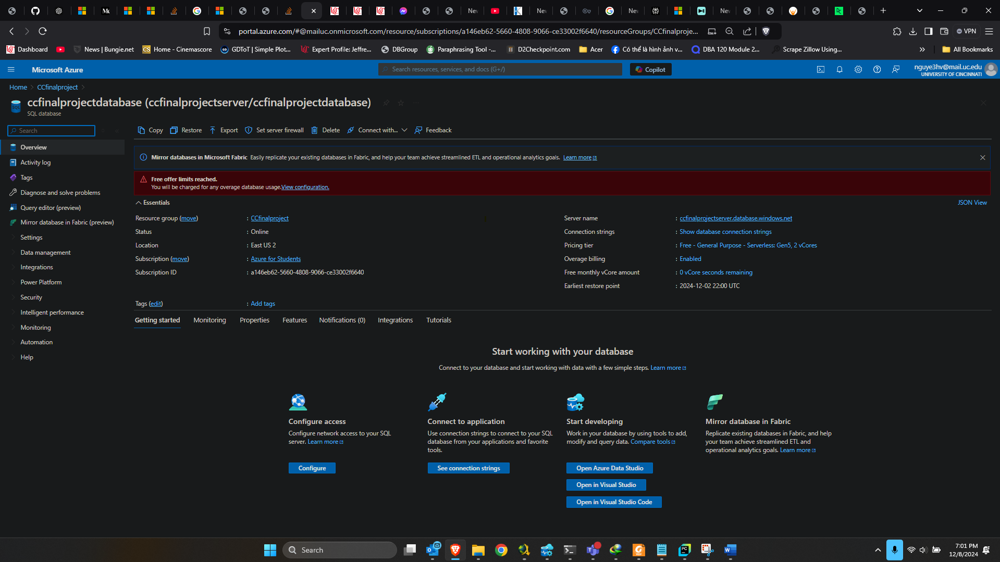 portal.azure.com/#@mailuc.onmicrosoft.com/resource/subscriptions/a146eb62-5660-4808-9066-ce33002f6640/resourceGroups/CCfinalproje...
VPN
Dashboard
News | Bungie.net
Home - Cinemascore
GDToT | Simple Plot...
Expert Profile: Jeffre...
DBGroup
Paraphrasing Tool -...
D2Checkpoint.com
Acer
Có thể là hình ảnh v...
DBA 120 Module 2...
Scrape Zillow Using...
All Bookmarks
Microsoft Azure
Search resources, services, and docs (G+/)
Copilot
nguye3hv@mail.uc.edu
UNIVERSITY OF CINCINNATI
Home
CCfinalproject
ccfinalprojectdatabase (ccfinalprojectserver/ccfinalprojectdatabase)
SQL database
Search
Copy
Restore
Export
Set server firewall
Delete
Connect with...
Feedback
Overview
Activity log
Tags
Diagnose and solve problems
Query editor (preview)
Mirror database in Fabric (preview)
Settings
Data management
Integrations
Power Platform
Security
Intelligent performance
Monitoring
Automation
Help
Mirror databases in Microsoft Fabric Easily replicate your existing databases in Fabric, and help your team achieve streamlined ETL and operational analytics goals. Learn more
Free offer limits reached.
You will be charged for any overage database usage.View configuration.
Essentials
JSON View
Resource group (move) : CCfinalproject
Status : Online
Location : East US 2
Subscription (move) : Azure for Students
Subscription ID : a146eb62-5660-4808-9066-ce33002f6640
Server name : ccfinalprojectserver.database.windows.net
Connection strings : Show database connection strings
Pricing tier : Free - General Purpose - Serverless: Gen5, 2 vCores
Overage billing : Enabled
Free monthly vCore amount : 0 vCore seconds remaining
Earliest restore point : 2024-12-02 22:00 UTC
Tags (edit) : Add tags
Getting started
Monitoring
Properties
Features
Notifications (0)
Integrations
Tutorials
Start working with your database
Connect to your database and start working with data with a few simple steps. Learn more
Configure access
Configure network access to your SQL
server. Learn more
Configure
Connect to application
Use connection strings to connect to your SQL
database from your applications and favorite
tools.
See connection strings
Start developing
Work in your database by using tools to add,
modify and query data. Compare tools
Open Azure Data Studio
Open in Visual Studio
Open in Visual Studio Code
Mirror database in Fabric
Replicate existing databases in Fabric, and help
your team achieve streamlined ETL and
operational analytics goals. Learn more
Search
7:01 PM
12/8/2024